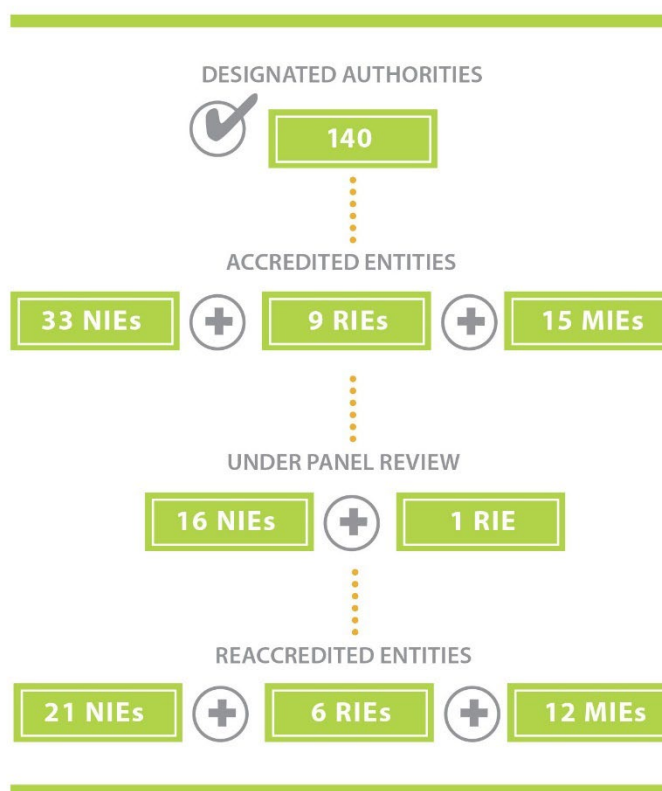 DESIGNATED AUTHORITIES
140
ACCREDITED ENTITIES
33 NIEs + 9 RIEs + 15 MIEs
UNDER PANEL REVIEW
16 NIEs + 1 RIE
REACCREDITED ENTITIES
21 NIEs + 6 RIEs + 12 MIEs